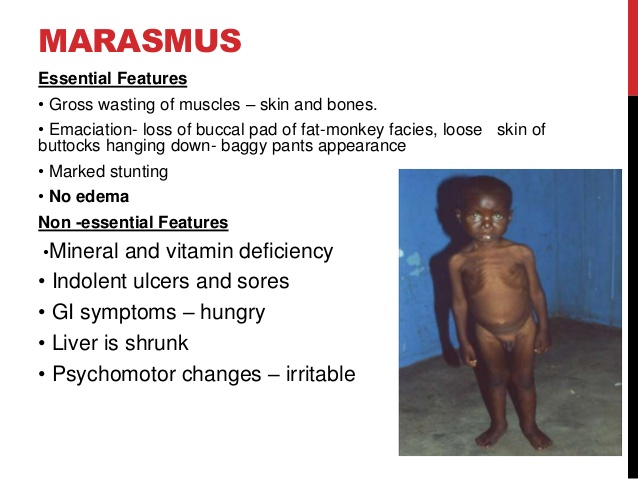 MARASMUS
Essential Features
• Gross wasting of muscles – skin and bones.
• Emaciation- loss of buccal pad of fat-monkey facies, loose skin of
buttocks hanging down- baggy pants appearance
• Marked stunting
• No edema
Non -essential Features
•Mineral and vitamin deficiency
• Indolent ulcers and sores
• GI symptoms – hungry
• Liver is shrunk
• Psychomotor changes – irritable